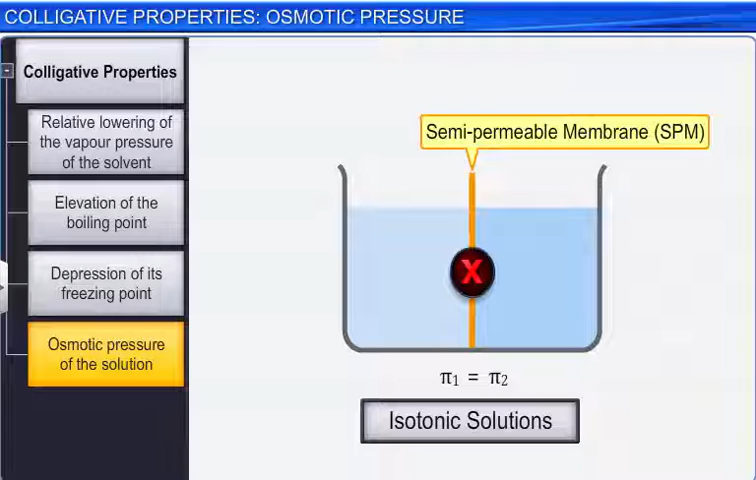 COLLIGATIVE PROPERTIES: OSMOTIC PRESSURE
Colligative Properties
Relative lowering of
the vapour pressure
of the solvent
Elevation of the
boiling point
Depression of its
freezing point
Osmotic pressure
of the solution
Semi-permeable Membrane (SPM)
X
π₁ = π₂
Isotonic Solutions